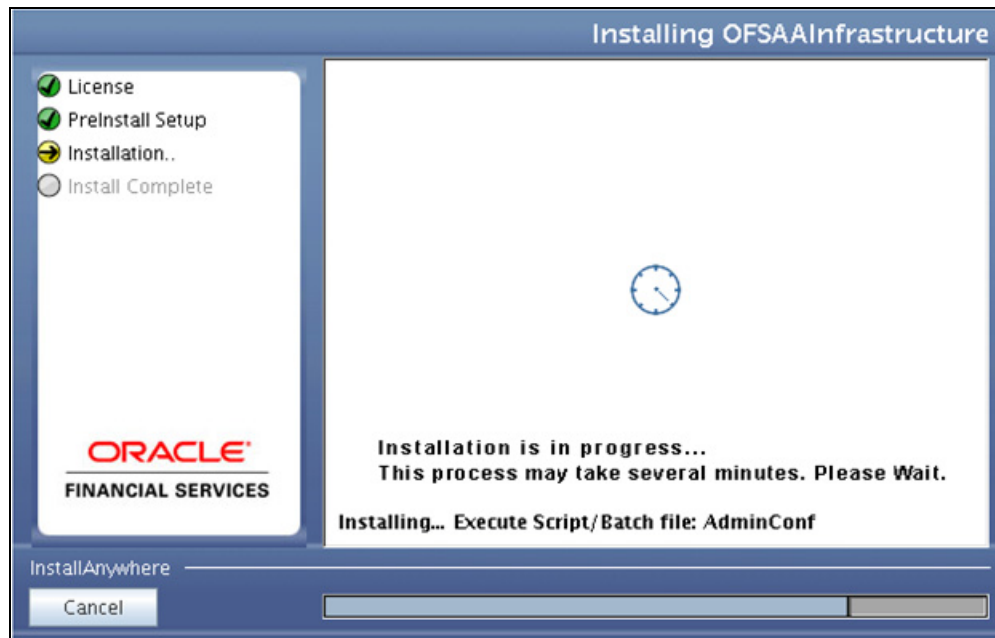 Installing OFSAAInfrastructure
License
PreInstall Setup
Installation..
Install Complete
ORACLE®
FINANCIAL SERVICES
Installation is in progress...
This process may take several minutes. Please Wait.
Installing... Execute Script/Batch file: AdminConf
InstallAnywhere
Cancel